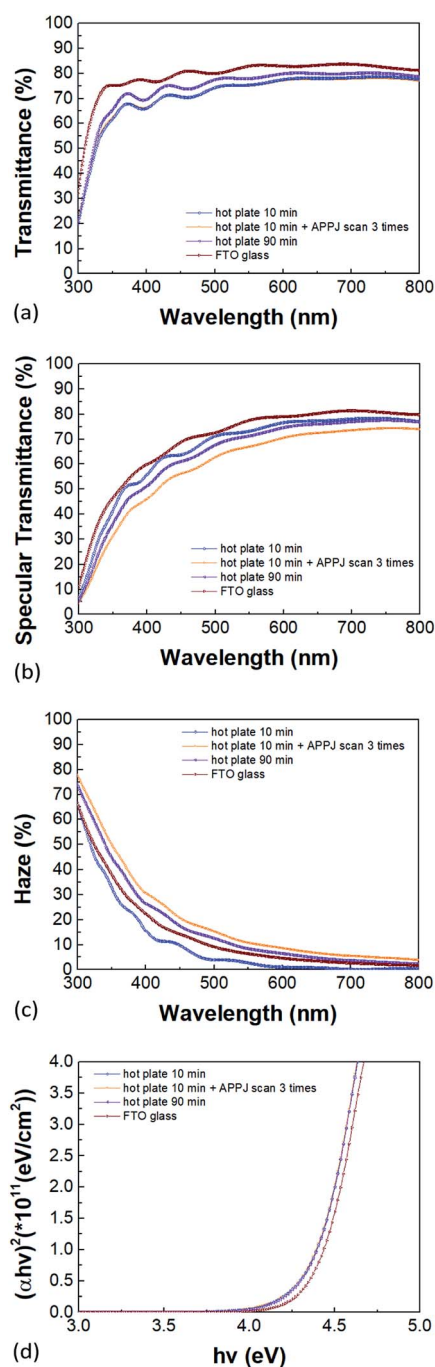 Transmittance (%)
100
90
80
70
60
50
40
30
20
10
0
hot plate 10 min
hot plate 10 min + APPJ scan 3 times
hot plate 90 min
FTO glass
300 400 500 600 700 800
(a)
Wavelength (nm)
Specular Transmittance (%)
100
90
80
70
60
50
40
30
20
10
0
hot plate 10 min
hot plate 10 min + APPJ scan 3 times
hot plate 90 min
FTO glass
300 400 500 600 700 800
(b)
Wavelength (nm)
Haze (%)
100
90
80
70
60
50
40
30
20
10
0
hot plate 10 min
hot plate 10 min + APPJ scan 3 times
hot plate 90 min
FTO glass
300 400 500 600 700 800
(c)
Wavelength (nm)
(αhν)²(*10¹¹(eV/cm²))
4.0
3.5
3.0
2.5
2.0
1.5
1.0
0.5
0.0
hot plate 10 min
hot plate 10 min + APPJ scan 3 times
hot plate 90 min
FTO glass
3.0 3.5 4.0 4.5 5.0
(d)
hν (eV)